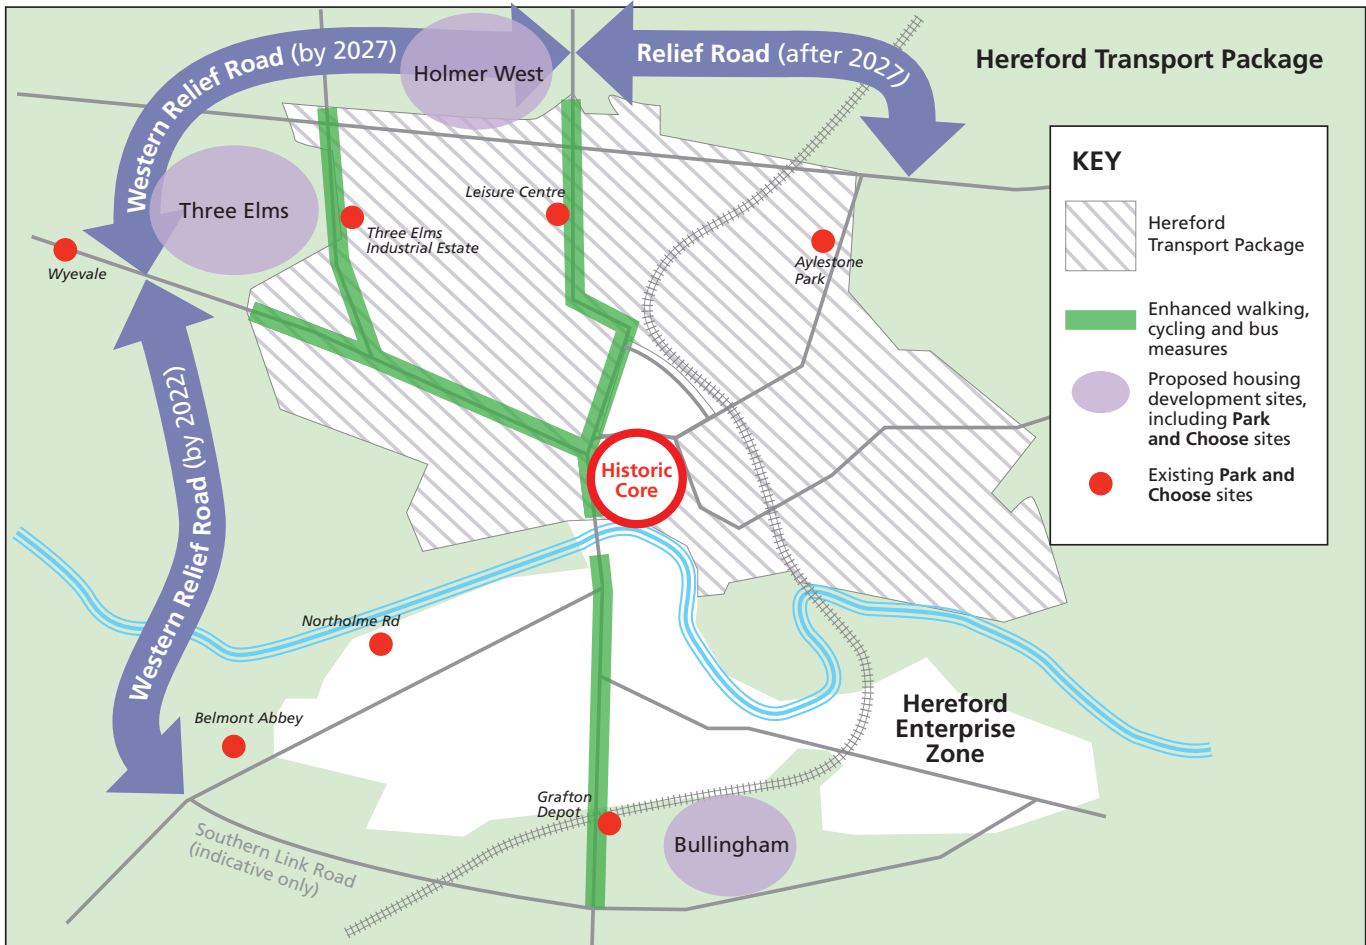 Hereford Transport Package
Western Relief Road (by 2027)
Relief Road (after 2027)
Holmer West
Three Elms
Leisure Centre
Three Elms
Industrial Estate
Wyevale
Aylestone
Park
Western Relief Road (by 2022)
Historic
Core
Northolme Rd
Belmont Abbey
Hereford
Enterprise
Zone
Grafton
Depot
Bullingham
Southern Link Road
(indicative only)
KEY
Hereford
Transport Package
Enhanced walking,
cycling and bus
measures
Proposed housing
development sites,
including Park
and Choose sites
Existing Park and
Choose sites